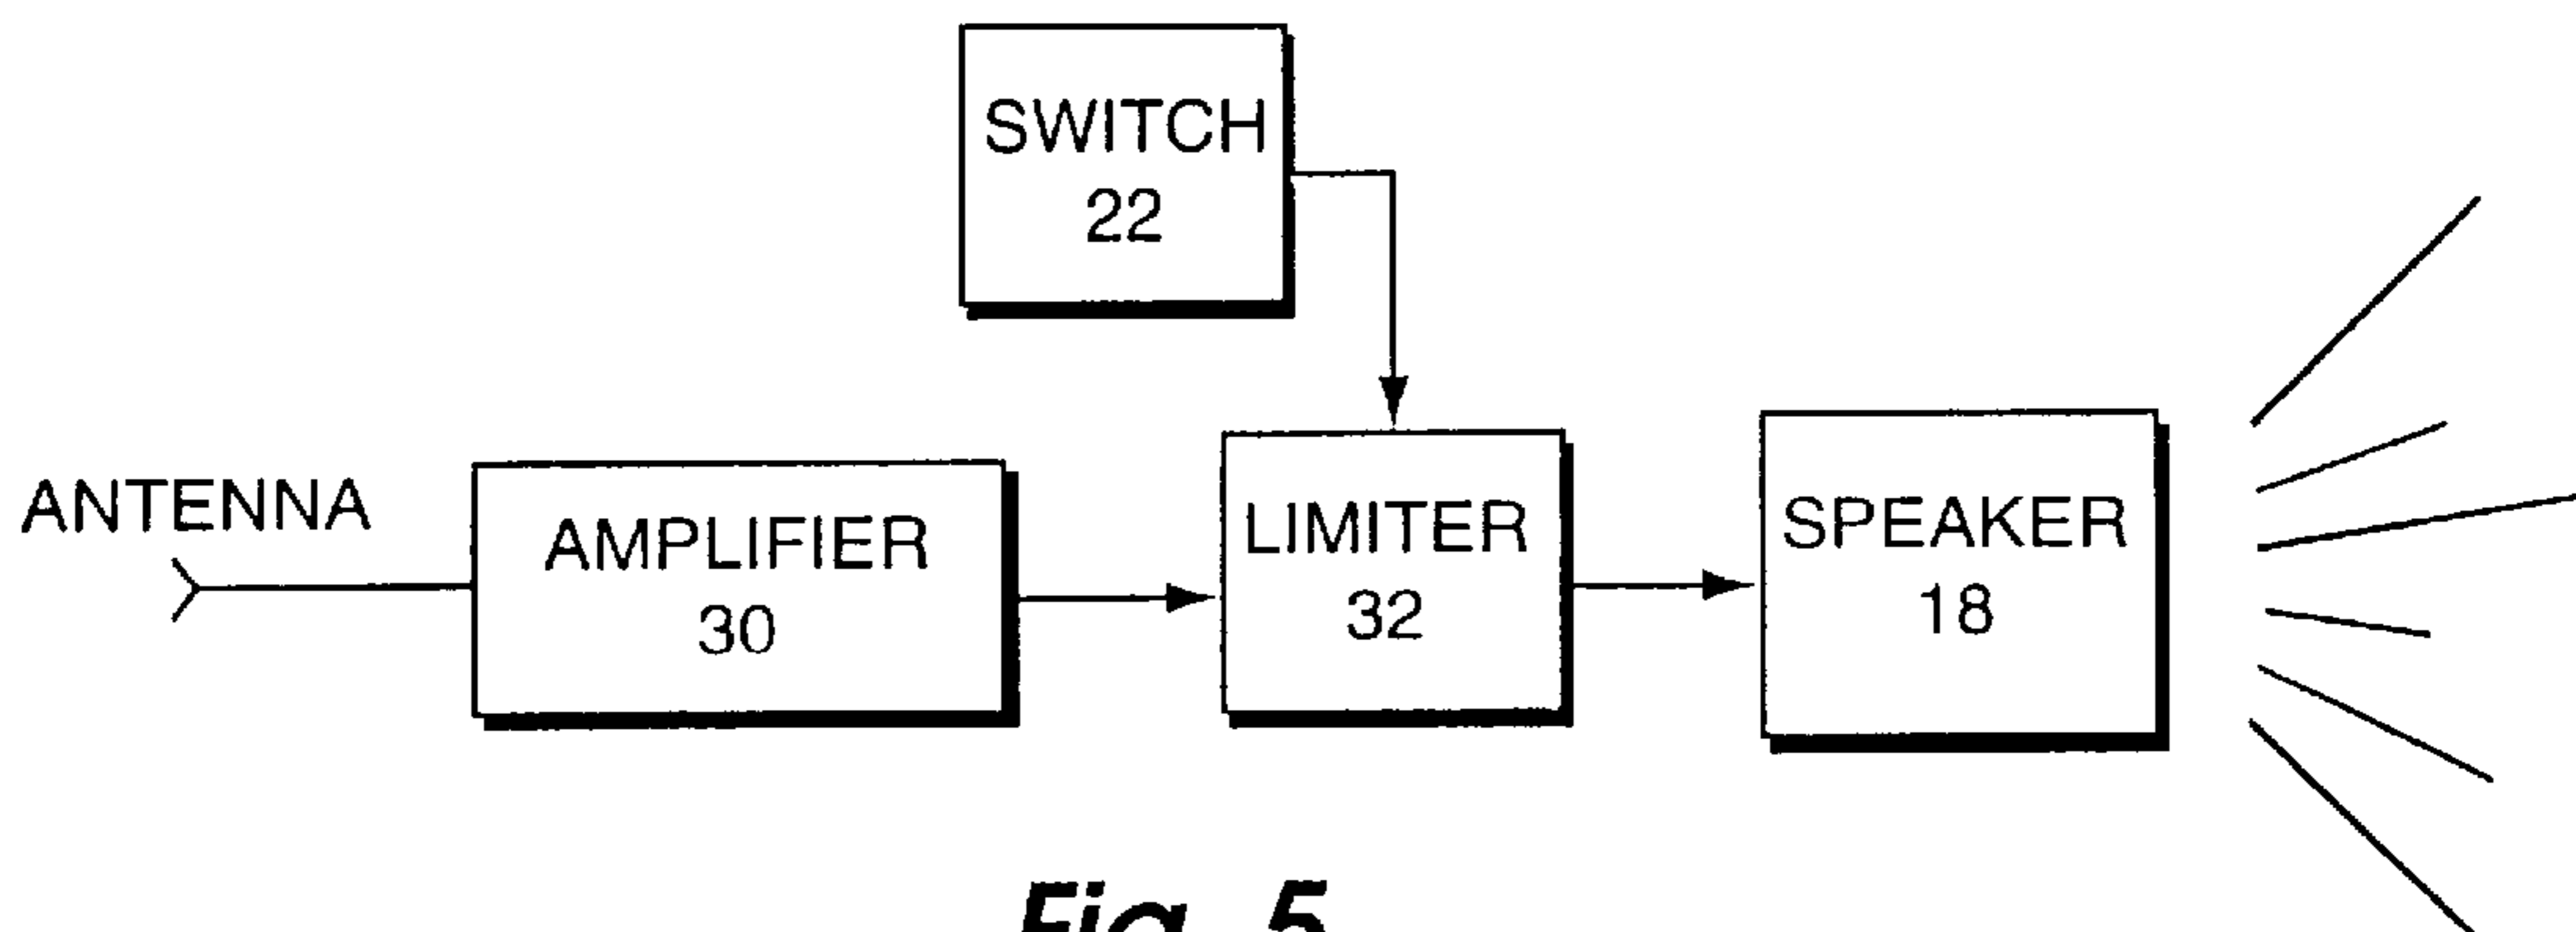 SWITCH
22
ANTENNA
AMPLIFIER
30
LIMITER
32
SPEAKER
18
Fig. 5